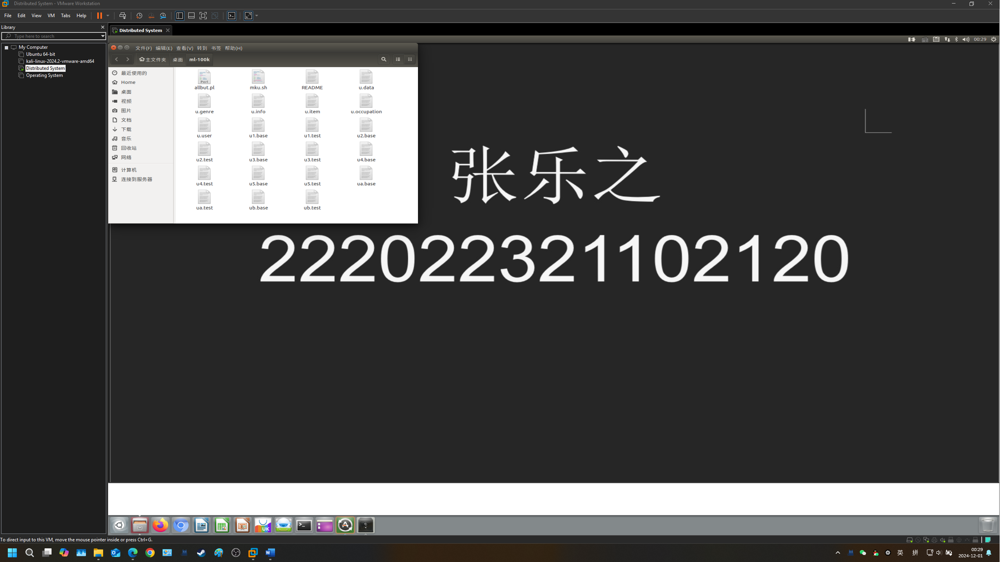 Distributed System - VMware Workstation
File Edit View VM Tabs Help
Library
Type here to search
My Computer
Ubuntu 64-bit
kali-linux-2024.2-vmware-amd64
Distributed System
Operating System
Distributed System
00:29
文件(F) 编辑(E) 查看(V) 转到 书签 帮助(H)
主文件夹 桌面 ml-100k
最近使用的
Home
桌面
视频
图片
文档
下载
音乐
回收站
网络
计算机
连接到服务器
Perl
allbut.pl mku.sh README u.data
u.genre u.info u.item u.occupation
u.user u1.base u1.test u2.base
u2.test u3.base u3.test u4.base
u4.test u5.base u5.test ua.base
ua.test ub.base ub.test
张乐之
222022321102120
UK
To direct input to this VM, move the mouse pointer inside or press Ctrl+G.
英 拼
00:29
2024-12-01